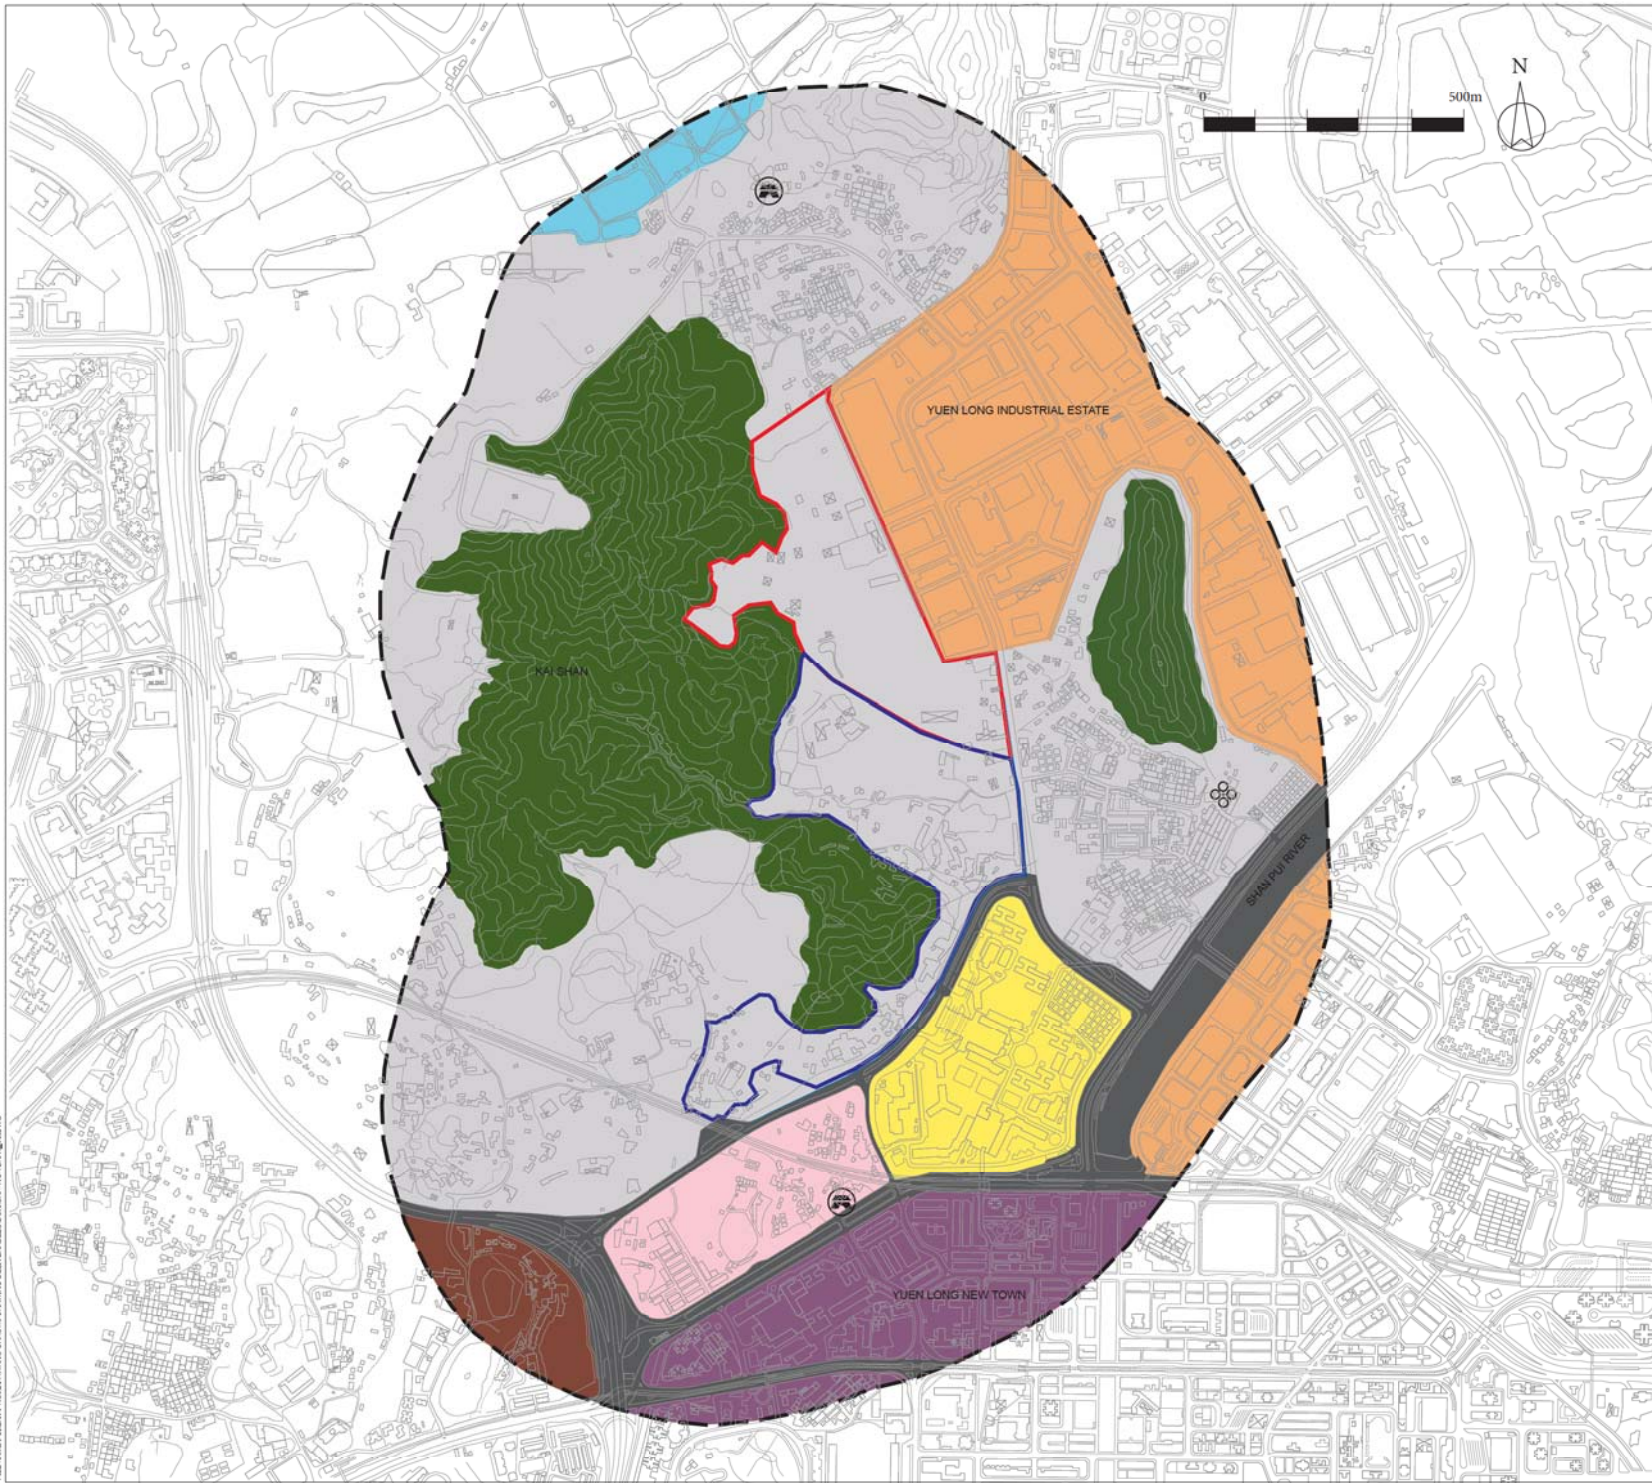 N
0
500m
YUEN LONG INDUSTRIAL ESTATE
KAI SHAN
SHAN PUI RIVER
YUEN LONG NEW TOWN